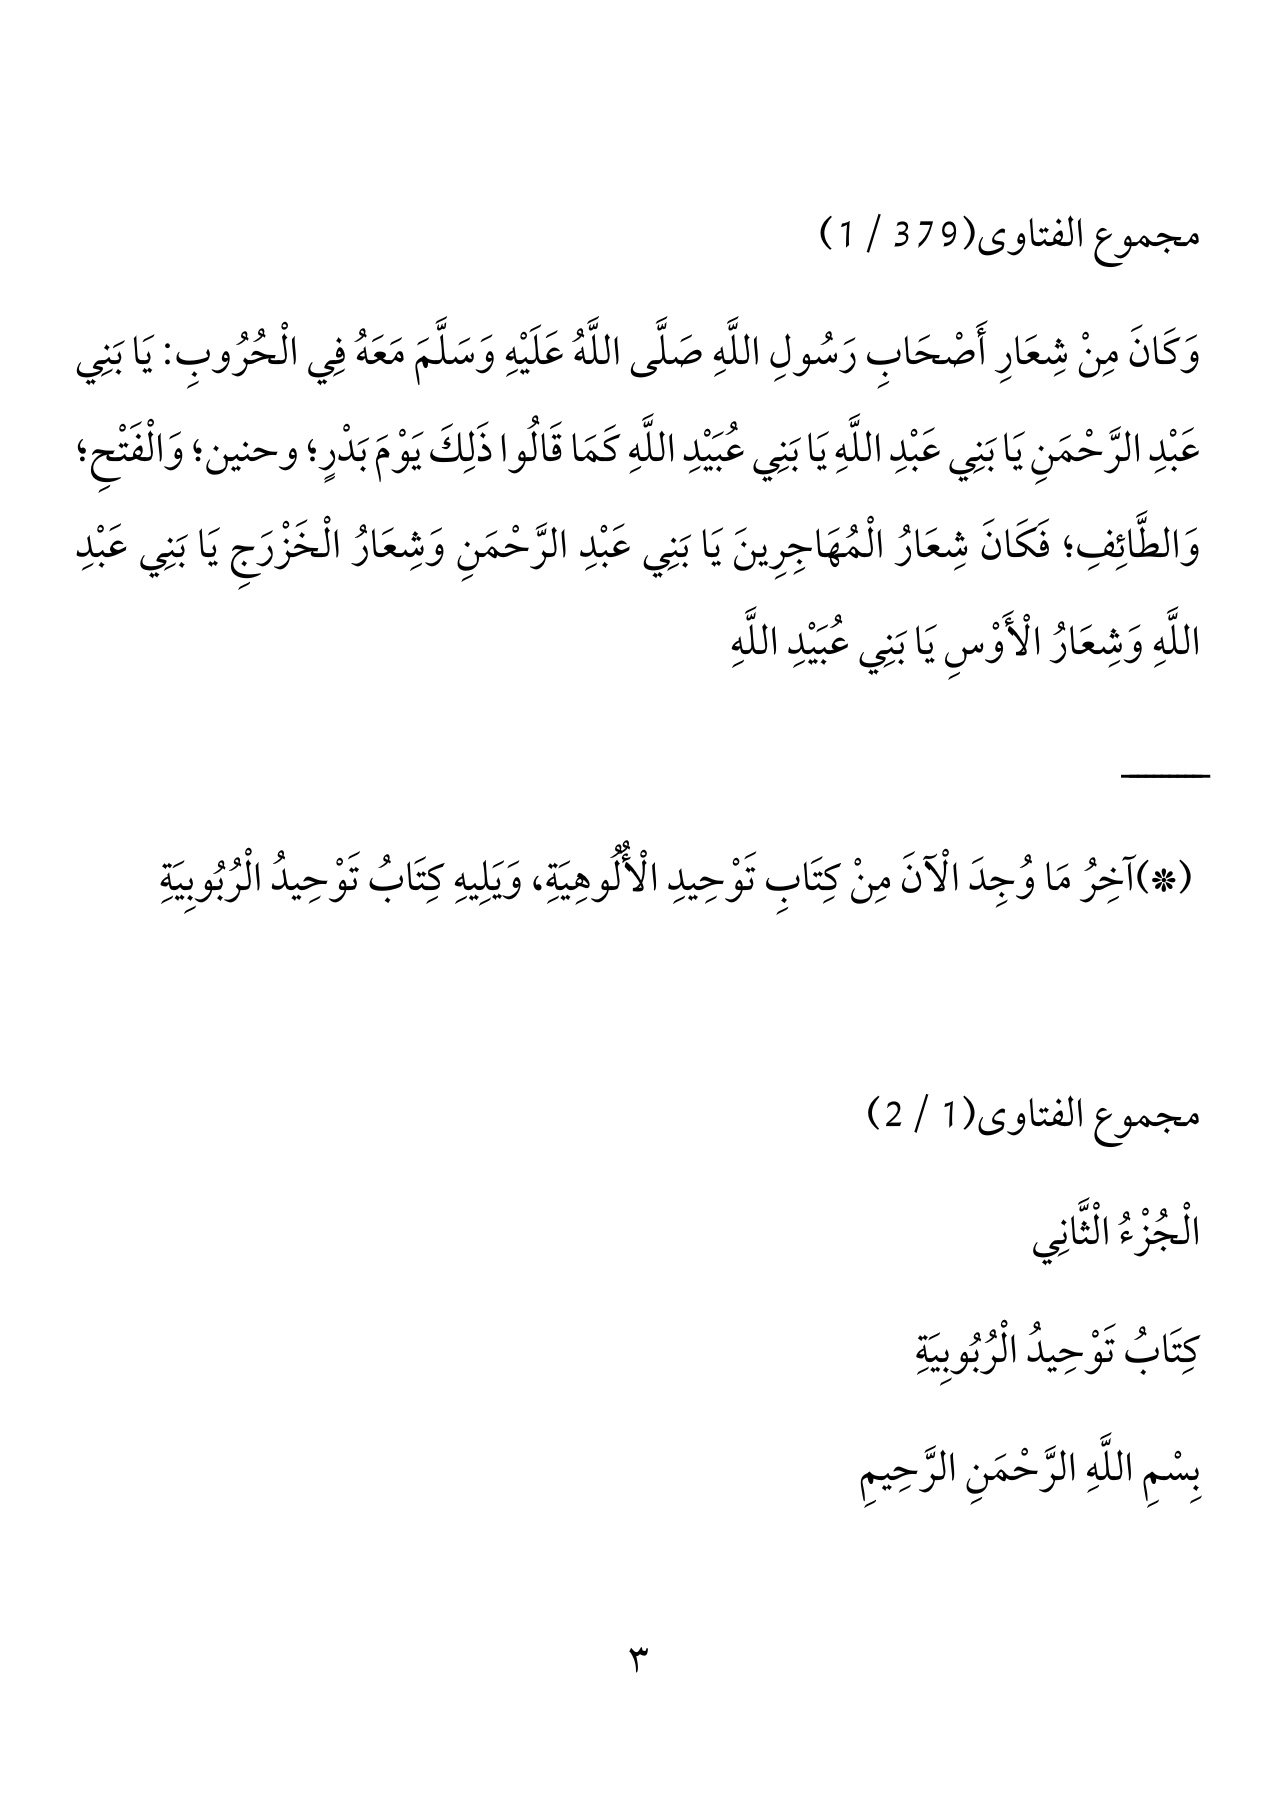 مجموع الفتاوى(379 / 1)
وَكَانَ مِنْ شِعَارِ أَصْحَابِ رَسُولِ اللَّهِ صَلَّى اللَّهُ عَلَيْهِ وَسَلَّمَ مَعَهُ فِي الْحُرُوبِ: يَا بَنِي
عَبْدِ الرَّحْمَنِ يَا بَنِي عَبْدِ اللَّهِ يَا بَنِي عُبَيْدِ اللَّهِ كَمَا قَالُوا ذَلِكَ يَوْمَ بَدْرٍ؛ وحنين؛ وَالْفَتْحِ؛
وَالطَّائِفِ؛ فَكَانَ شِعَارُ الْمُهَاجِرِينَ يَا بَنِي عَبْدِ الرَّحْمَنِ وَشِعَارُ الْخَزْرَجِ يَا بَنِي عَبْدِ
اللَّهِ وَشِعَارُ الْأَوْسِ يَا بَنِي عُبَيْدِ اللَّهِ
(*)آخِرُ مَا وُجِدَ الْآنَ مِنْ كِتَابِ تَوْحِيدِ الْأُلُوهِيَةِ، وَيَلِيهِ كِتَابُ تَوْحِيدُ الْرُبُوبِيَةِ
مجموع الفتاوى(1 / 2)
الْجُزْءُ الْثَّانِي
كِتَابُ تَوْحِيدُ الْرُبُوبِيَةِ
بِسْمِ اللَّهِ الرَّحْمَنِ الرَّحِيمِ
٣